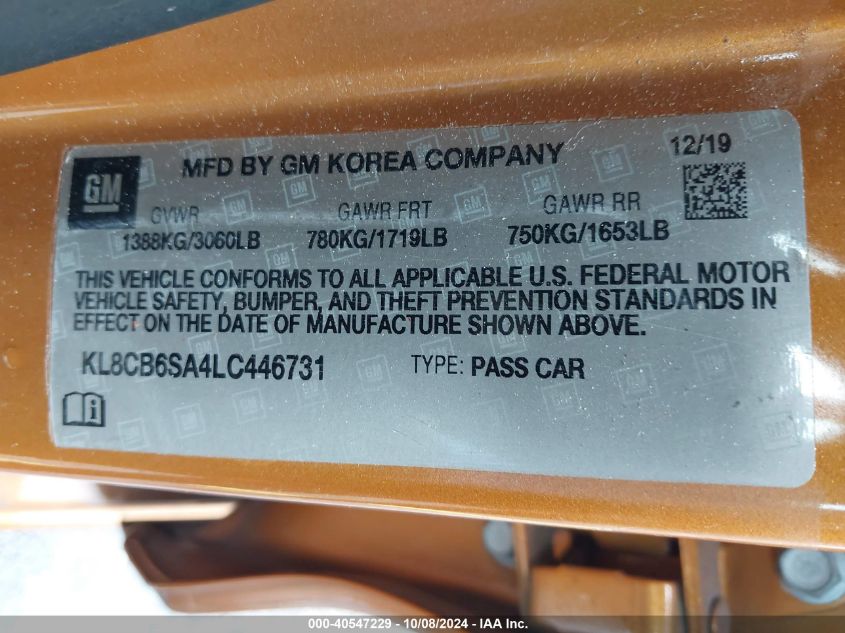 GM
MFD BY GM KOREA COMPANY
12/19
GVWR GAWR FRT GAWR RR
1388KG/3060LB 780KG/1719LB 750KG/1653LB
THIS VEHICLE CONFORMS TO ALL APPLICABLE U.S. FEDERAL MOTOR
VEHICLE SAFETY, BUMPER, AND THEFT PREVENTION STANDARDS IN
EFFECT ON THE DATE OF MANUFACTURE SHOWN ABOVE.
KL8CB6SA4LC446731 TYPE: PASS CAR
000-40547229 - 10/08/2024 - IAA Inc.